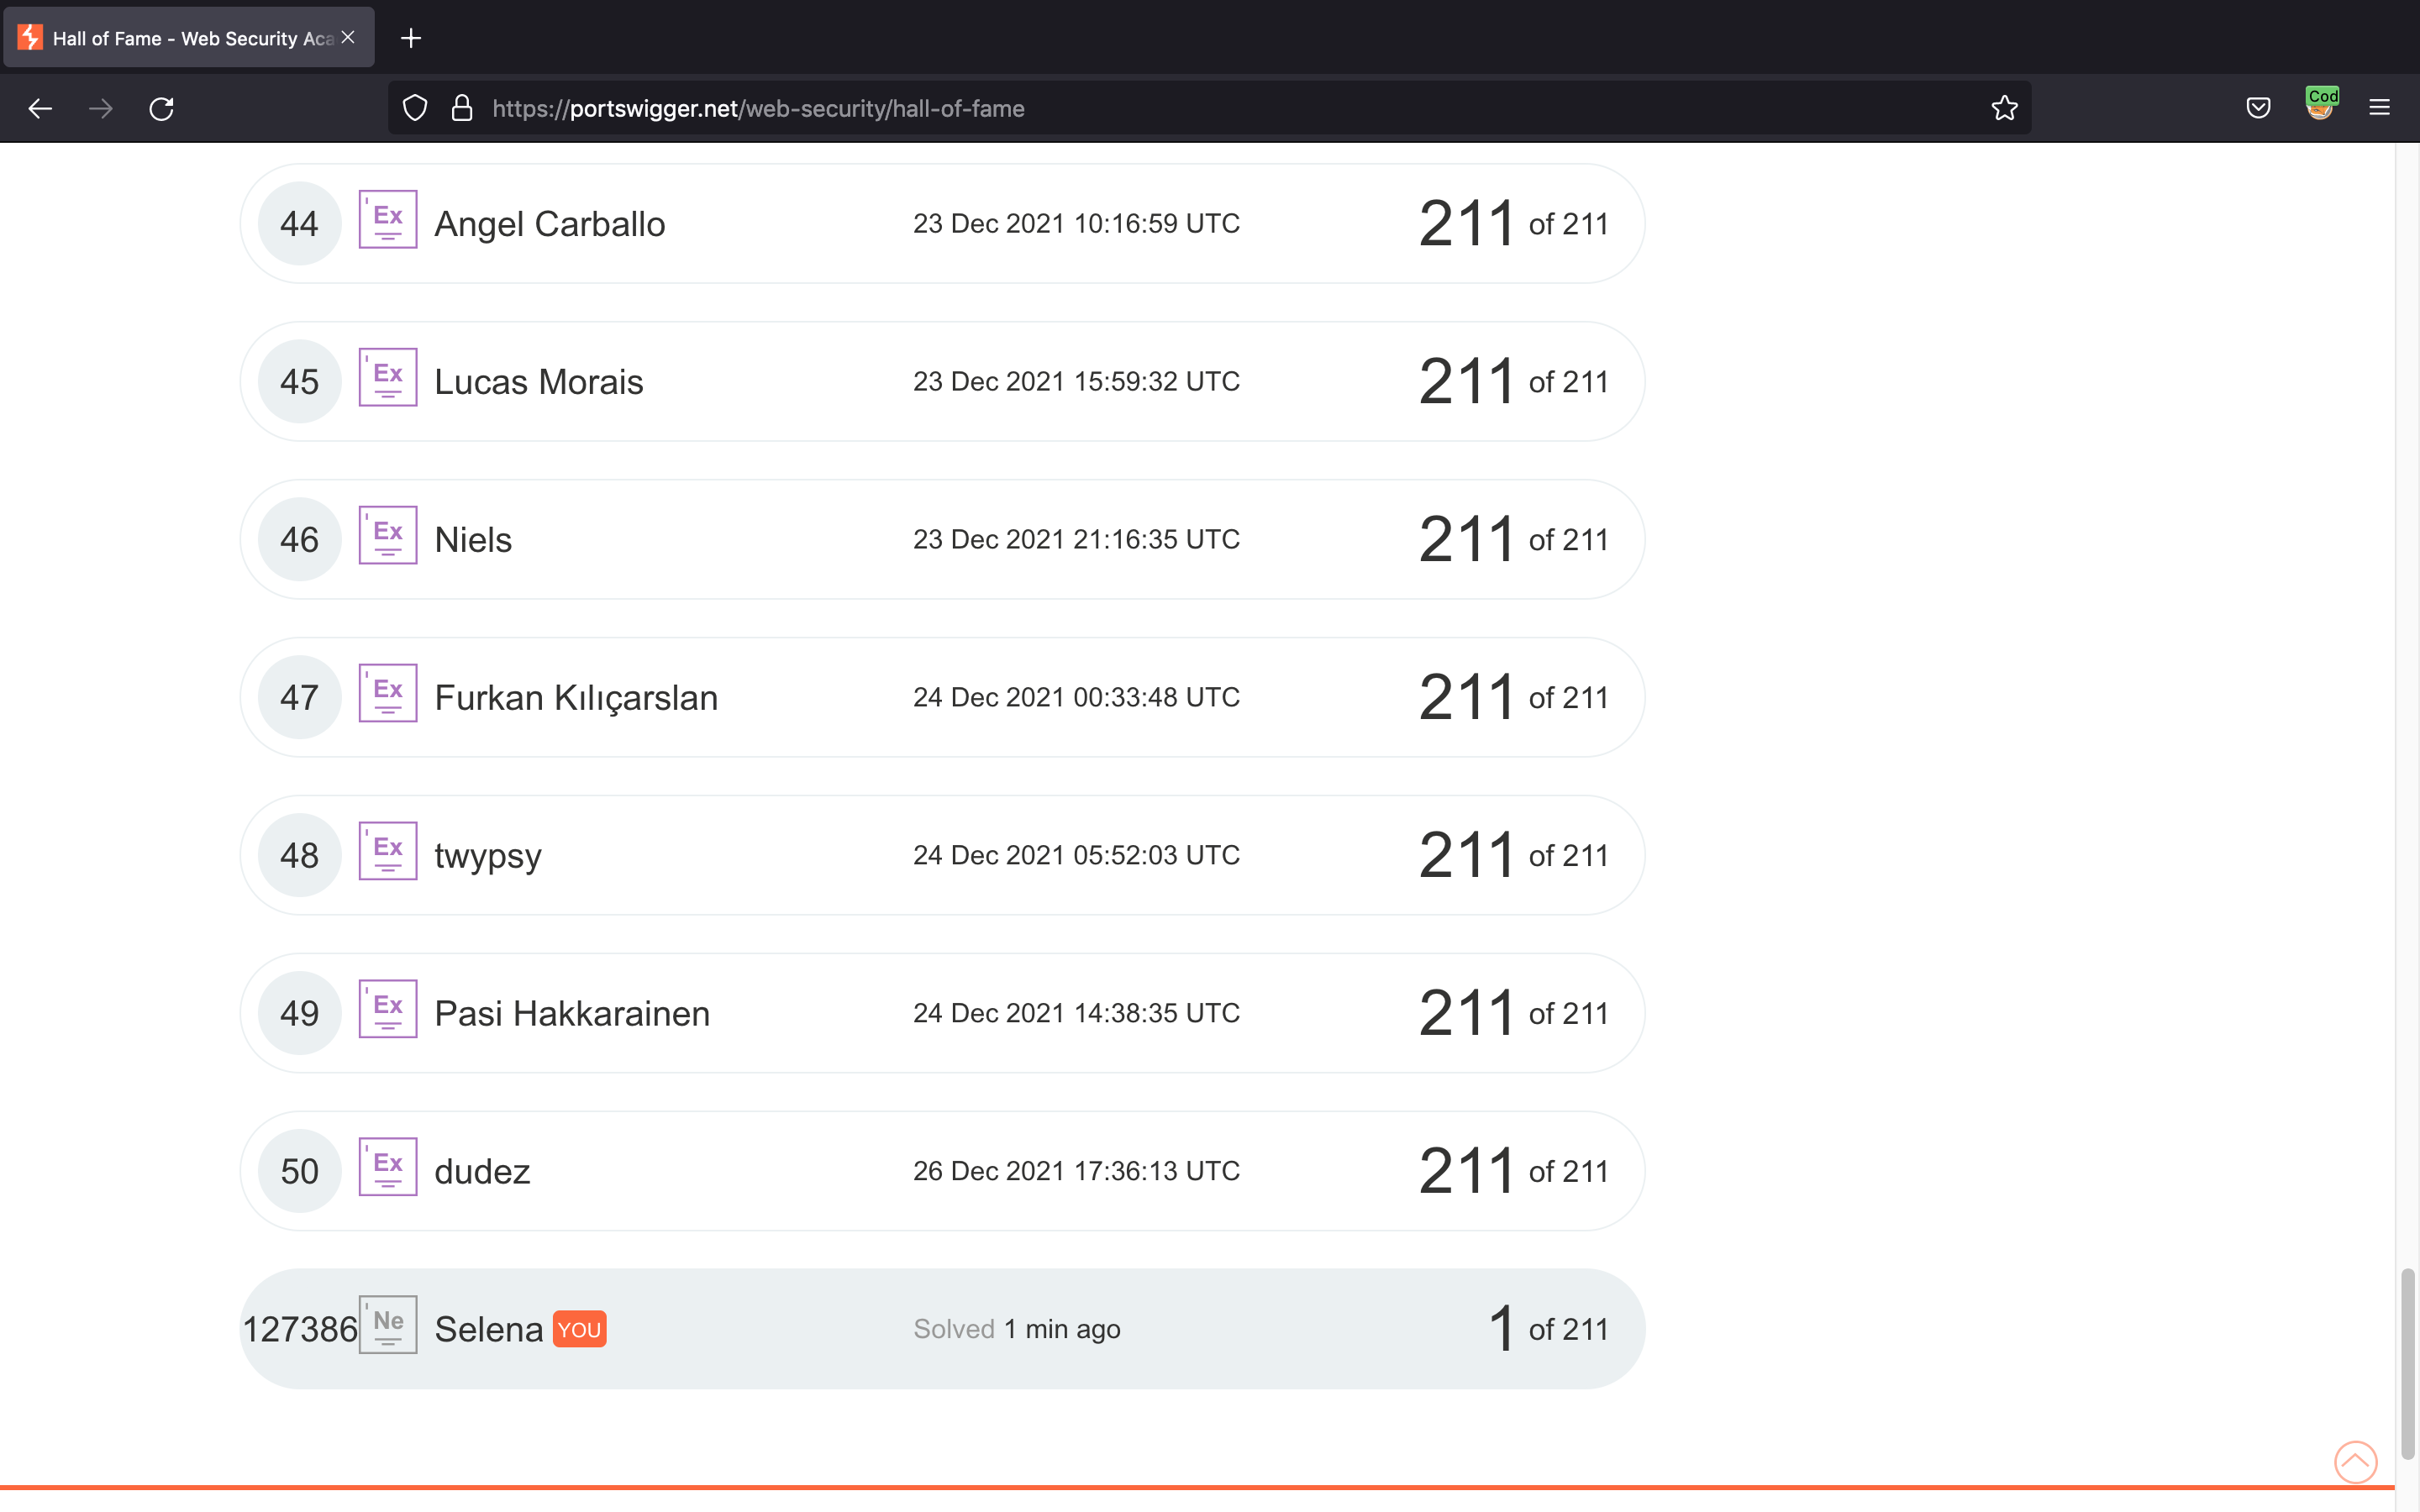 Hall of Fame - Web Security Aca
https://portswigger.net/web-security/hall-of-fame
Cod
44 Ex Angel Carballo 23 Dec 2021 10:16:59 UTC 211 of 211
45 Ex Lucas Morais 23 Dec 2021 15:59:32 UTC 211 of 211
46 Ex Niels 23 Dec 2021 21:16:35 UTC 211 of 211
47 Ex Furkan Kılıçarslan 24 Dec 2021 00:33:48 UTC 211 of 211
48 Ex twypsy 24 Dec 2021 05:52:03 UTC 211 of 211
49 Ex Pasi Hakkarainen 24 Dec 2021 14:38:35 UTC 211 of 211
50 Ex dudez 26 Dec 2021 17:36:13 UTC 211 of 211
127386 Ne Selena YOU Solved 1 min ago 1 of 211